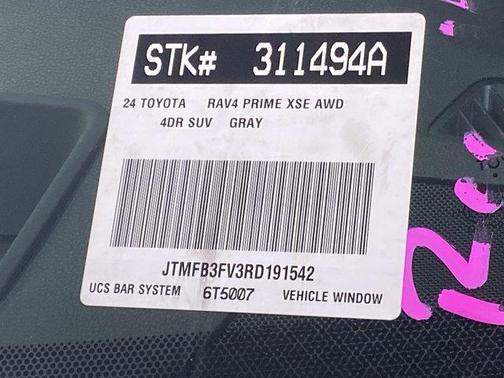 STK# 311494A
24 TOYOTA RAV4 PRIME XSE AWD
4DR SUV GRAY
JTMFB3FV3RD191542
UCS BAR SYSTEM 6T5007 VEHICLE WINDOW